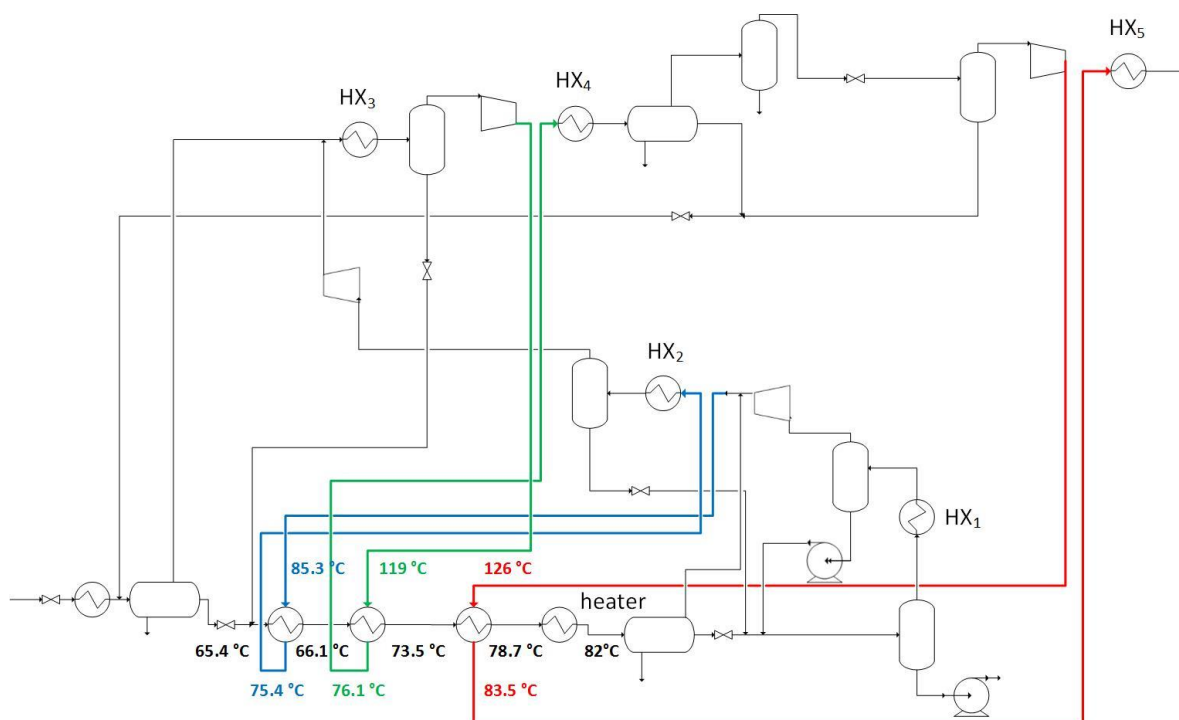 HX5
HX4
HX3
HX2
HX1
85.3 °C
119 °C
126 °C
heater
65.4 °C
66.1 °C
73.5 °C
78.7 °C
82°C
75.4 °C
76.1 °C
83.5 °C